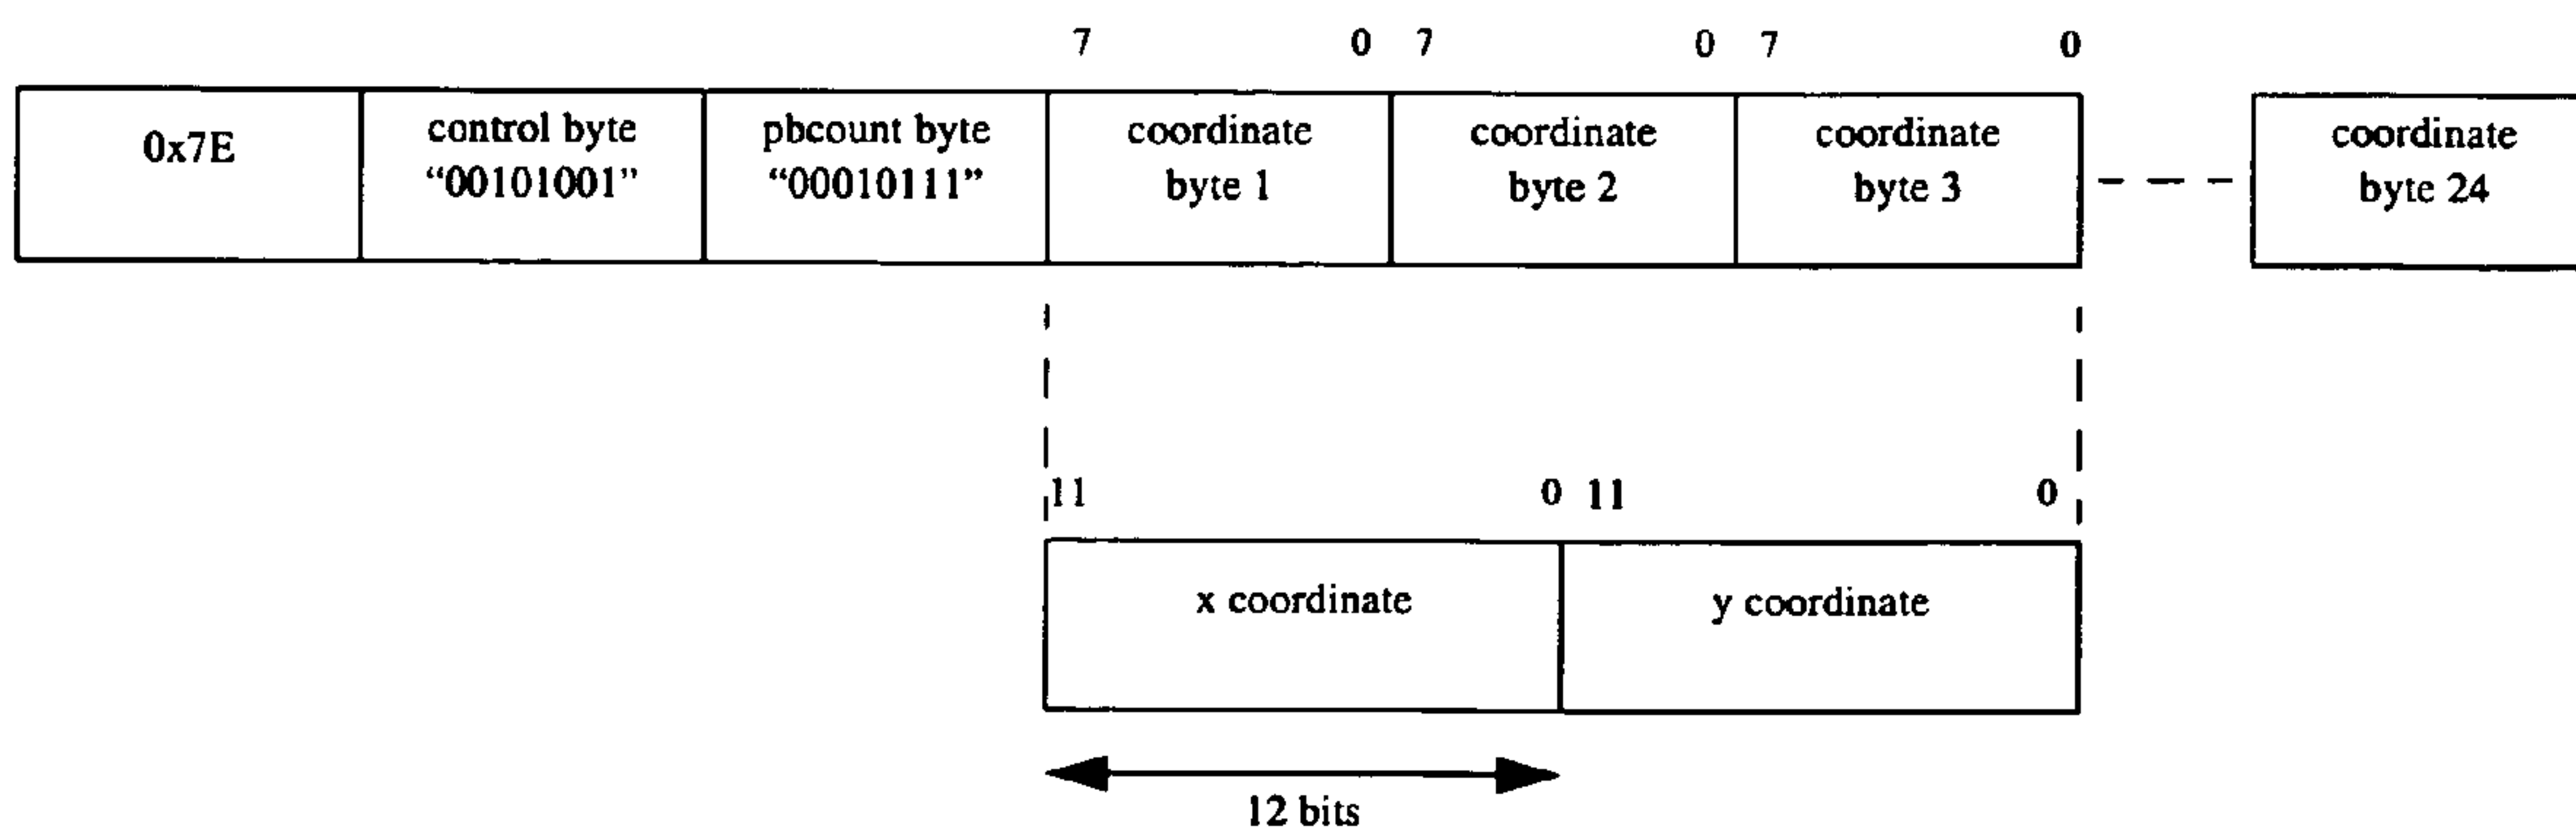 7 0 7 0 7 0
0x7E
control byte
“00101001”
pbcount byte
“00010111”
coordinate
byte 1
coordinate
byte 2
coordinate
byte 3
coordinate
byte 24
11 0 11 0
x coordinate
y coordinate
12 bits